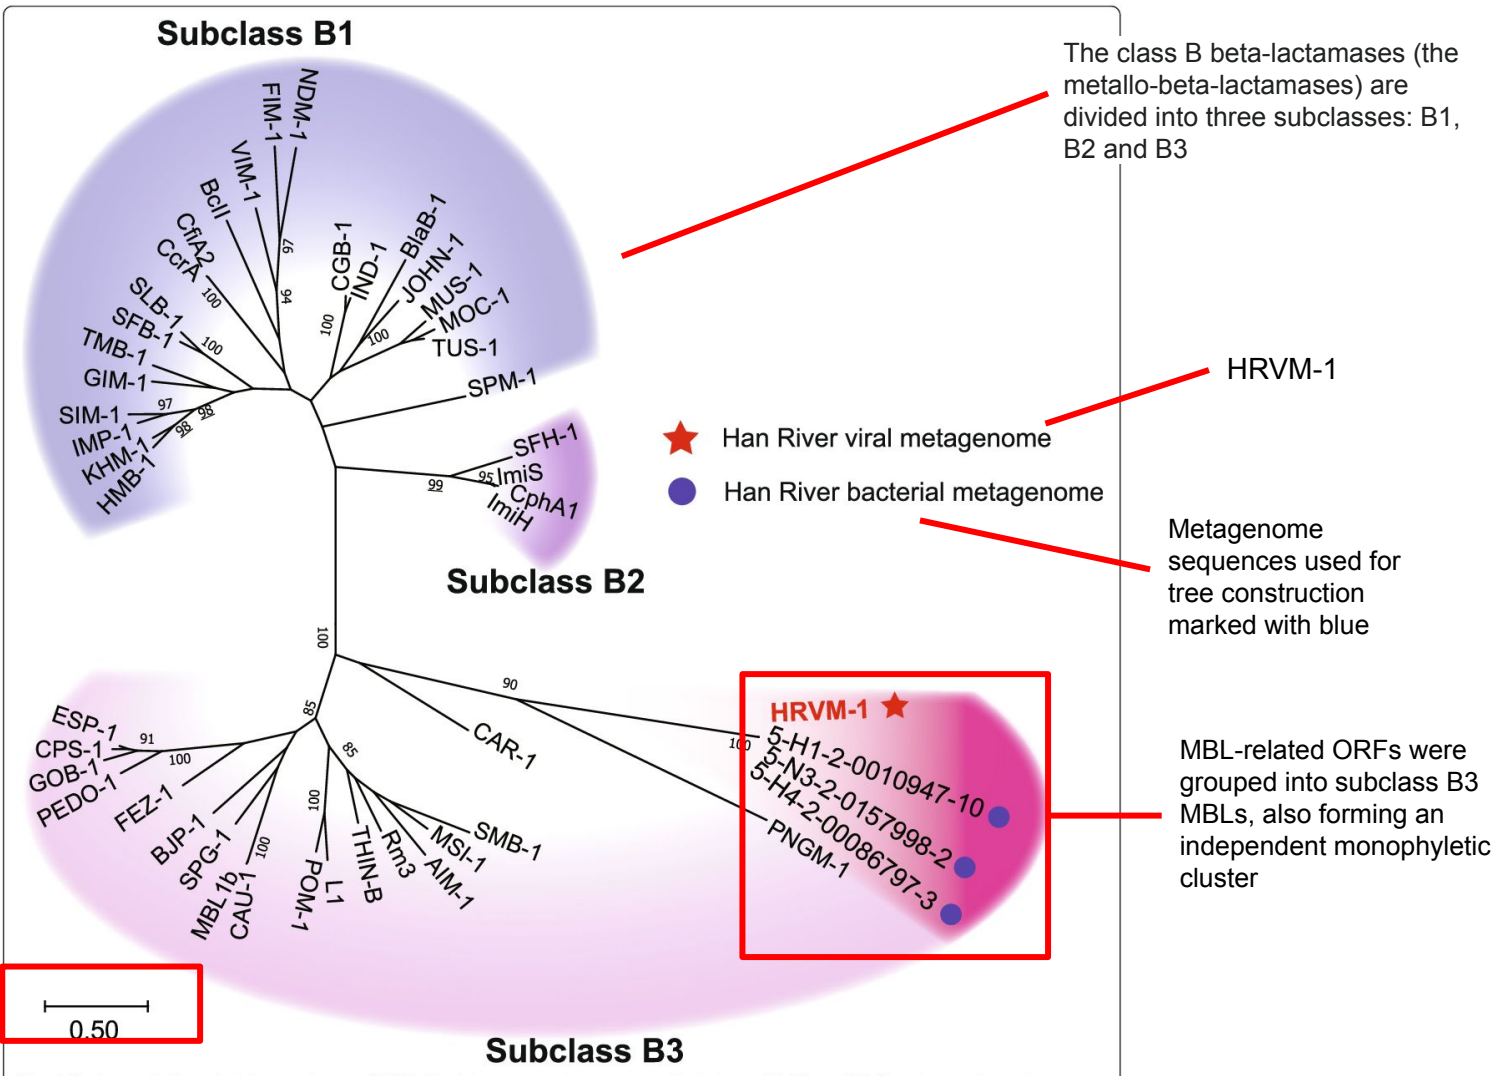 Subclass B1
The class B beta-lactamases (the
metallo-beta-lactamases) are
divided into three subclasses: B1,
B2 and B3
NDM-1
FIM-1
VIM-1
BcII
CfiA2
CcrA
SLB-1
SFB-1
TMB-1
GIM-1
SIM-1
IMP-1
KHM-1
HMB-1
CGB-1
IND-1
BlaB-1
JOHN-1
MUS-1
MOC-1
TUS-1
SPM-1
97
94
100
100
100
100
97
98
98
HRVM-1
Han River viral metagenome
Han River bacterial metagenome
SFH-1
ImiS
CphA1
ImiH
95
99
Subclass B2
Metagenome
sequences used for
tree construction
marked with blue
100
90
85
85
91
100
100
100
100
HRVM-1
5-H1-2-0010947-10
5-N3-2-0157998-2
5-H4-2-00086797-3
PNGM-1
CAR-1
ESP-1
CPS-1
GOB-1
PEDO-1
FEZ-1
BJP-1
SPG-1
MBL1b
CAU-1
POM-1
L1
THIN-B
Rm3
AIM-1
MSI-1
SMB-1
MBL-related ORFs were
grouped into subclass B3
MBLs, also forming an
independent monophyletic
cluster
0.50
Subclass B3